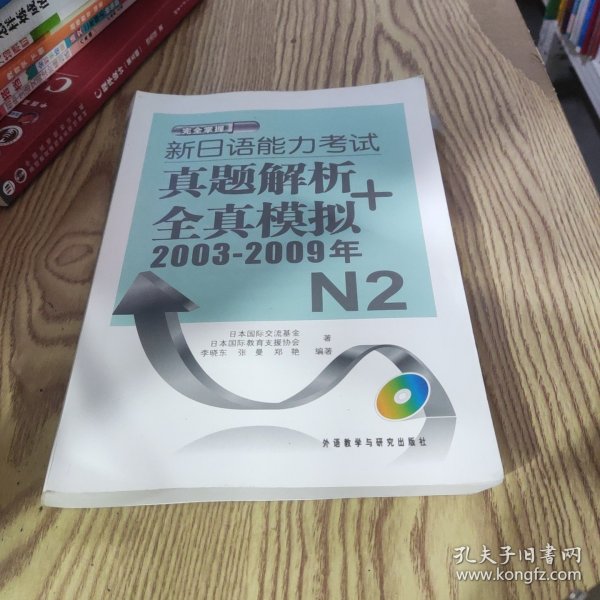 完全掌握
新日语能力考试
真题解析+
全真模拟
2003-2009年
N2
日本国际交流基金
日本国际教育支援协会 著
李晓东 张曼 郑艳 编著
外语教学与研究出版社
孔夫子旧书网
www.kongfz.com